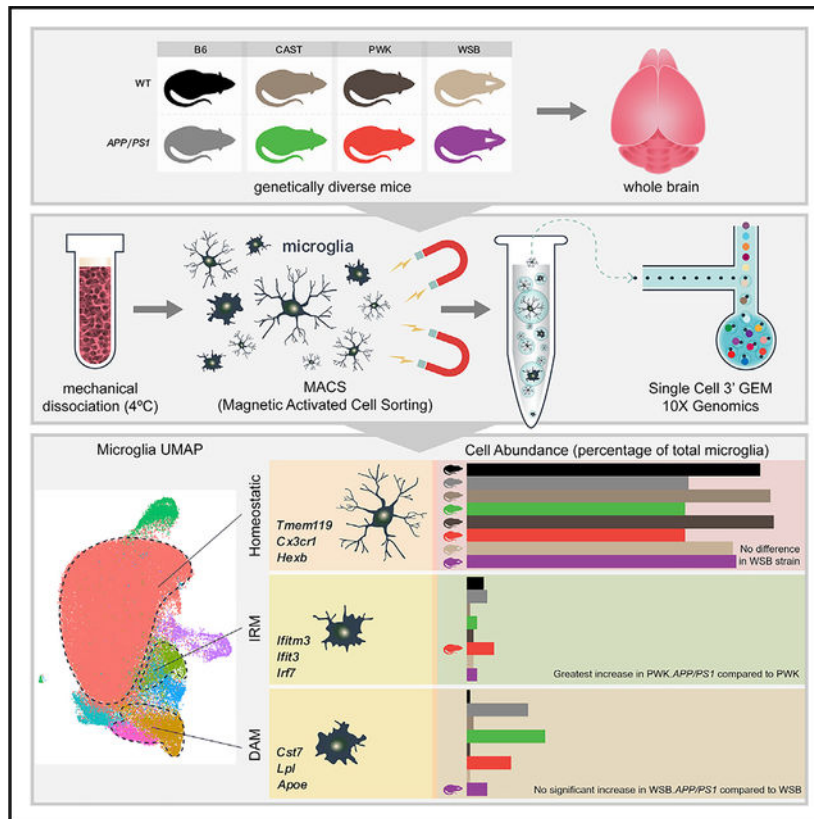 B6 CAST PWK WSB
WT
APP/PS1
genetically diverse mice
whole brain
microglia
mechanical
dissociation (4ºC)
MACS
(Magnetic Activated Cell Sorting)
Single Cell 3' GEM
10X Genomics
Microglia UMAP
Cell Abundance (percentage of total microglia)
Homeostatic
Tmem119
Cx3cr1
Hexb
No difference
in WSB strain
IRM
Ifitm3
Ifit3
Irf7
Greatest increase in PWK.APP/PS1 compared to PWK
DAM
Cst7
Lpl
Apoe
No significant increase in WSB.APP/PS1 compared to WSB